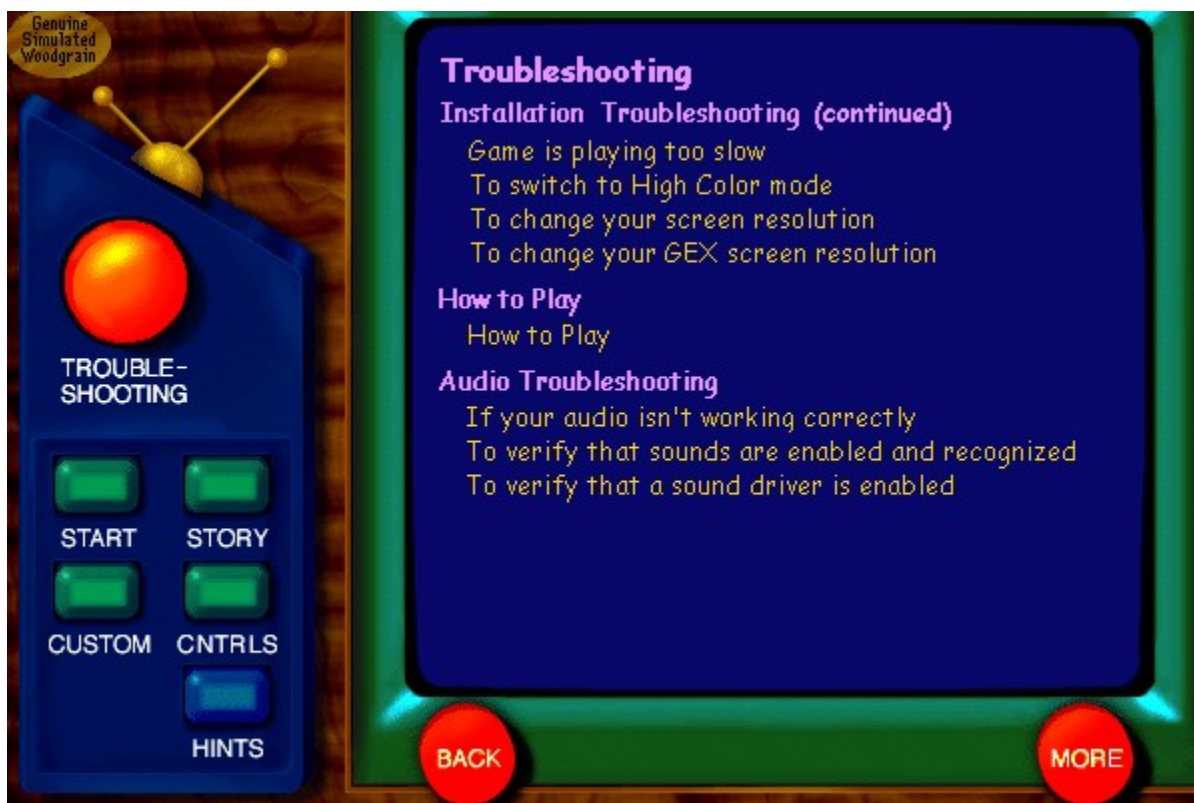 Genuine
Simulated
Woodgrain
TROUBLE-
SHOOTING
START
STORY
CUSTOM
CNTRLS
HINTS
Troubleshooting
Installation Troubleshooting (continued)
Game is playing too slow
To switch to High Color mode
To change your screen resolution
To change your GEX screen resolution
How to Play
How to Play
Audio Troubleshooting
If your audio isn't working correctly
To verify that sounds are enabled and recognized
To verify that a sound driver is enabled
BACK
MORE